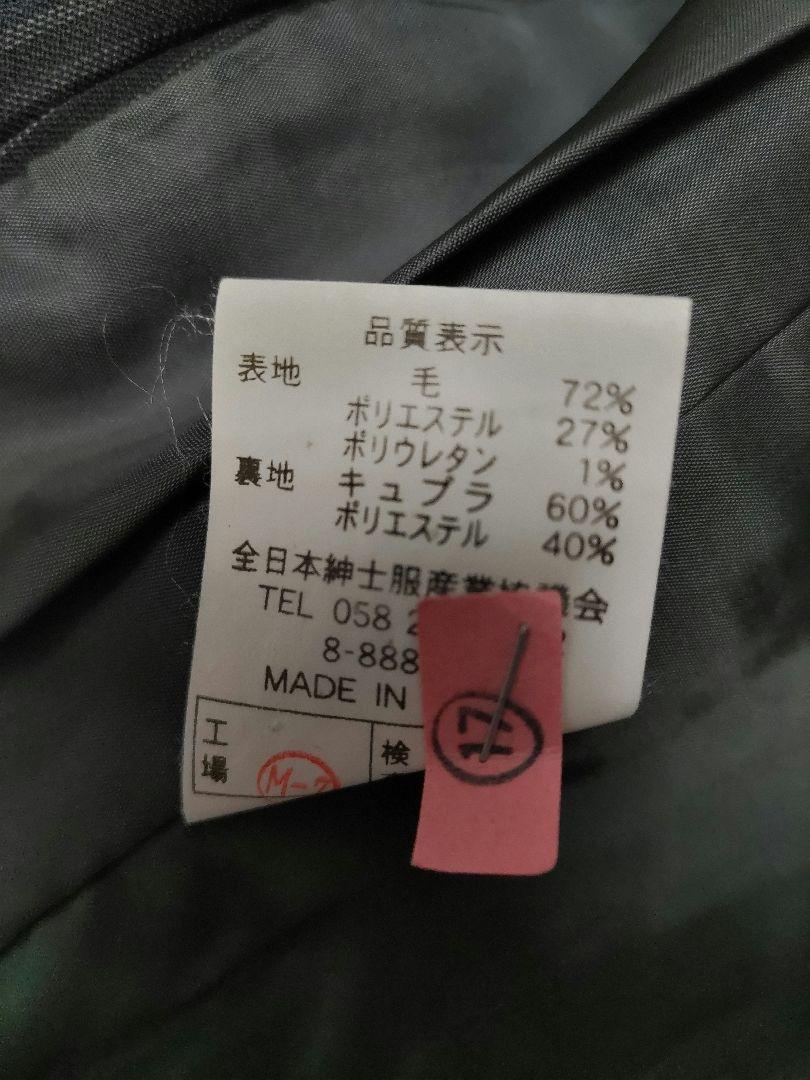 品質表示
表地 毛 72%
ポリエステル 27%
ポリウレタン 1%
裏地 キュプラ 60%
ポリエステル 40%
全日本紳士服産業協議会
TEL 058 2
8-888
MADE IN
工場 M- 検
17